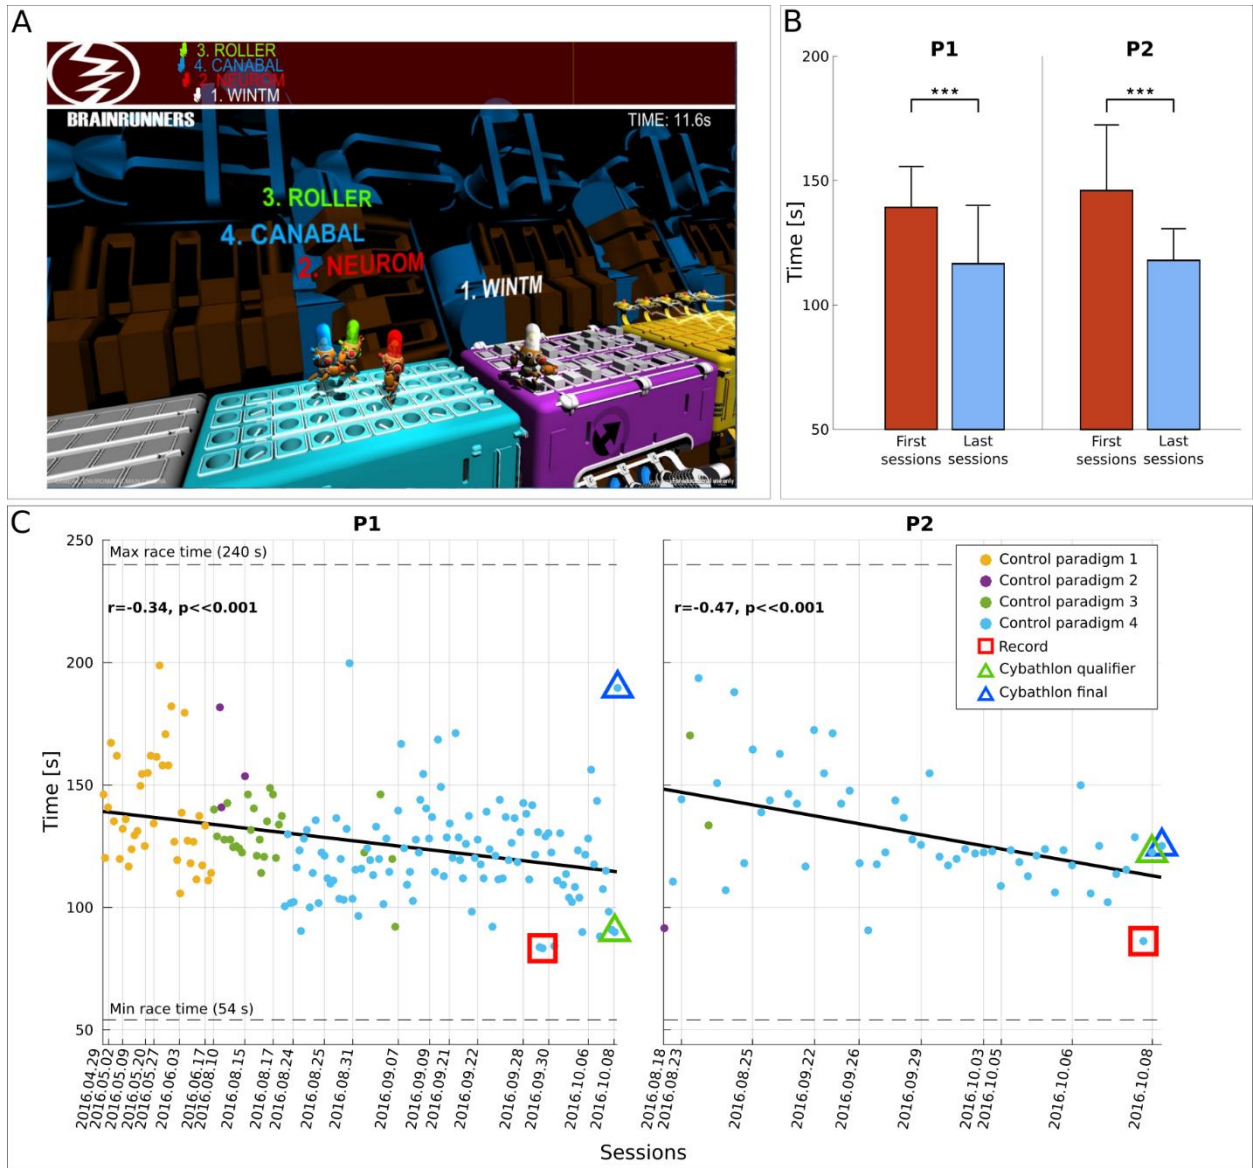 A
3. ROLLER
4. CANABAL
2. NEUROM
1. WINTM
BRAINRUNNERS
TIME: 11.6s
3. ROLLER
4. CANABAL
2. NEUROM
1. WINTM
B
P1
P2
***
***
Time [s]
200
150
100
50
First sessions
Last sessions
First sessions
Last sessions
C
P1
P2
Time [s]
250
200
150
100
50
Max race time (240 s)
r=-0.34, p<<0.001
Min race time (54 s)
r=-0.47, p<<0.001
Control paradigm 1
Control paradigm 2
Control paradigm 3
Control paradigm 4
Record
Cybathlon qualifier
Cybathlon final
2016.04.29
2016.05.02
2016.05.09
2016.05.20
2016.05.27
2016.06.03
2016.06.17
2016.08.10
2016.08.15
2016.08.17
2016.08.24
2016.08.25
2016.08.31
2016.09.07
2016.09.09
2016.09.21
2016.09.22
2016.09.28
2016.09.30
2016.10.06
2016.10.08
2016.08.18
2016.08.23
2016.08.25
2016.09.22
2016.09.26
2016.09.29
2016.10.03
2016.10.05
2016.10.06
2016.10.08
Sessions